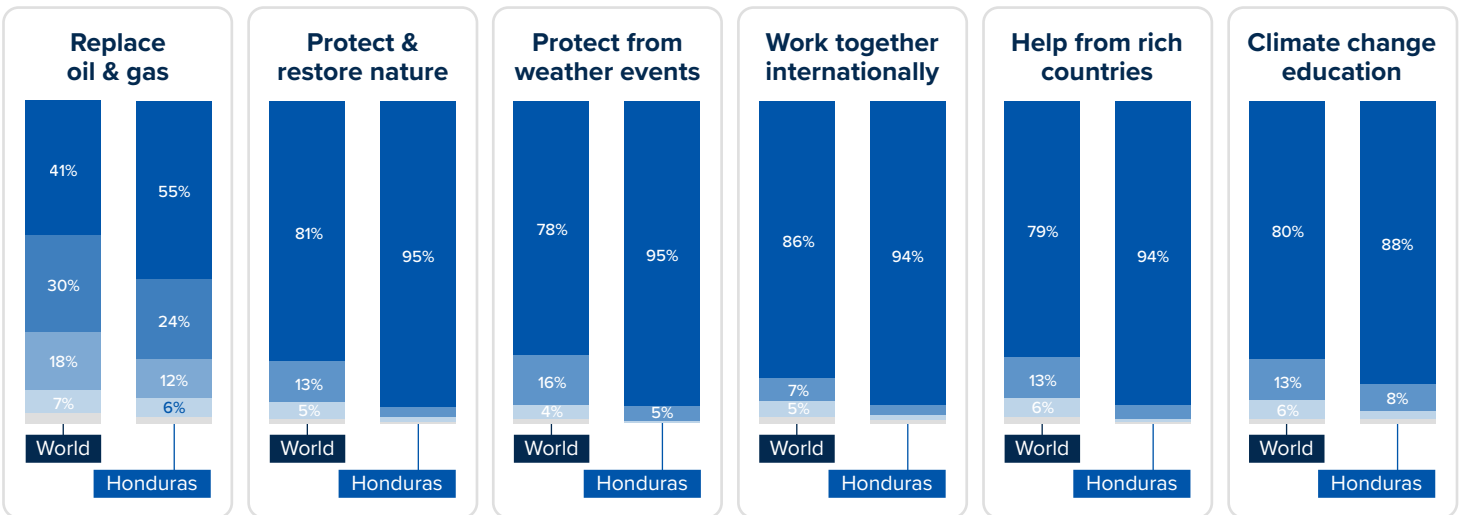 Replace
oil & gas
41%
55%
30%
24%
18%
12%
7%
6%
World
Honduras
Protect &
restore nature
81%
95%
13%
5%
World
Honduras
Protect from
weather events
78%
95%
16%
4%
5%
World
Honduras
Work together
internationally
86%
94%
7%
5%
World
Honduras
Help from rich
countries
79%
94%
13%
6%
World
Honduras
Climate change
education
80%
88%
13%
8%
6%
World
Honduras